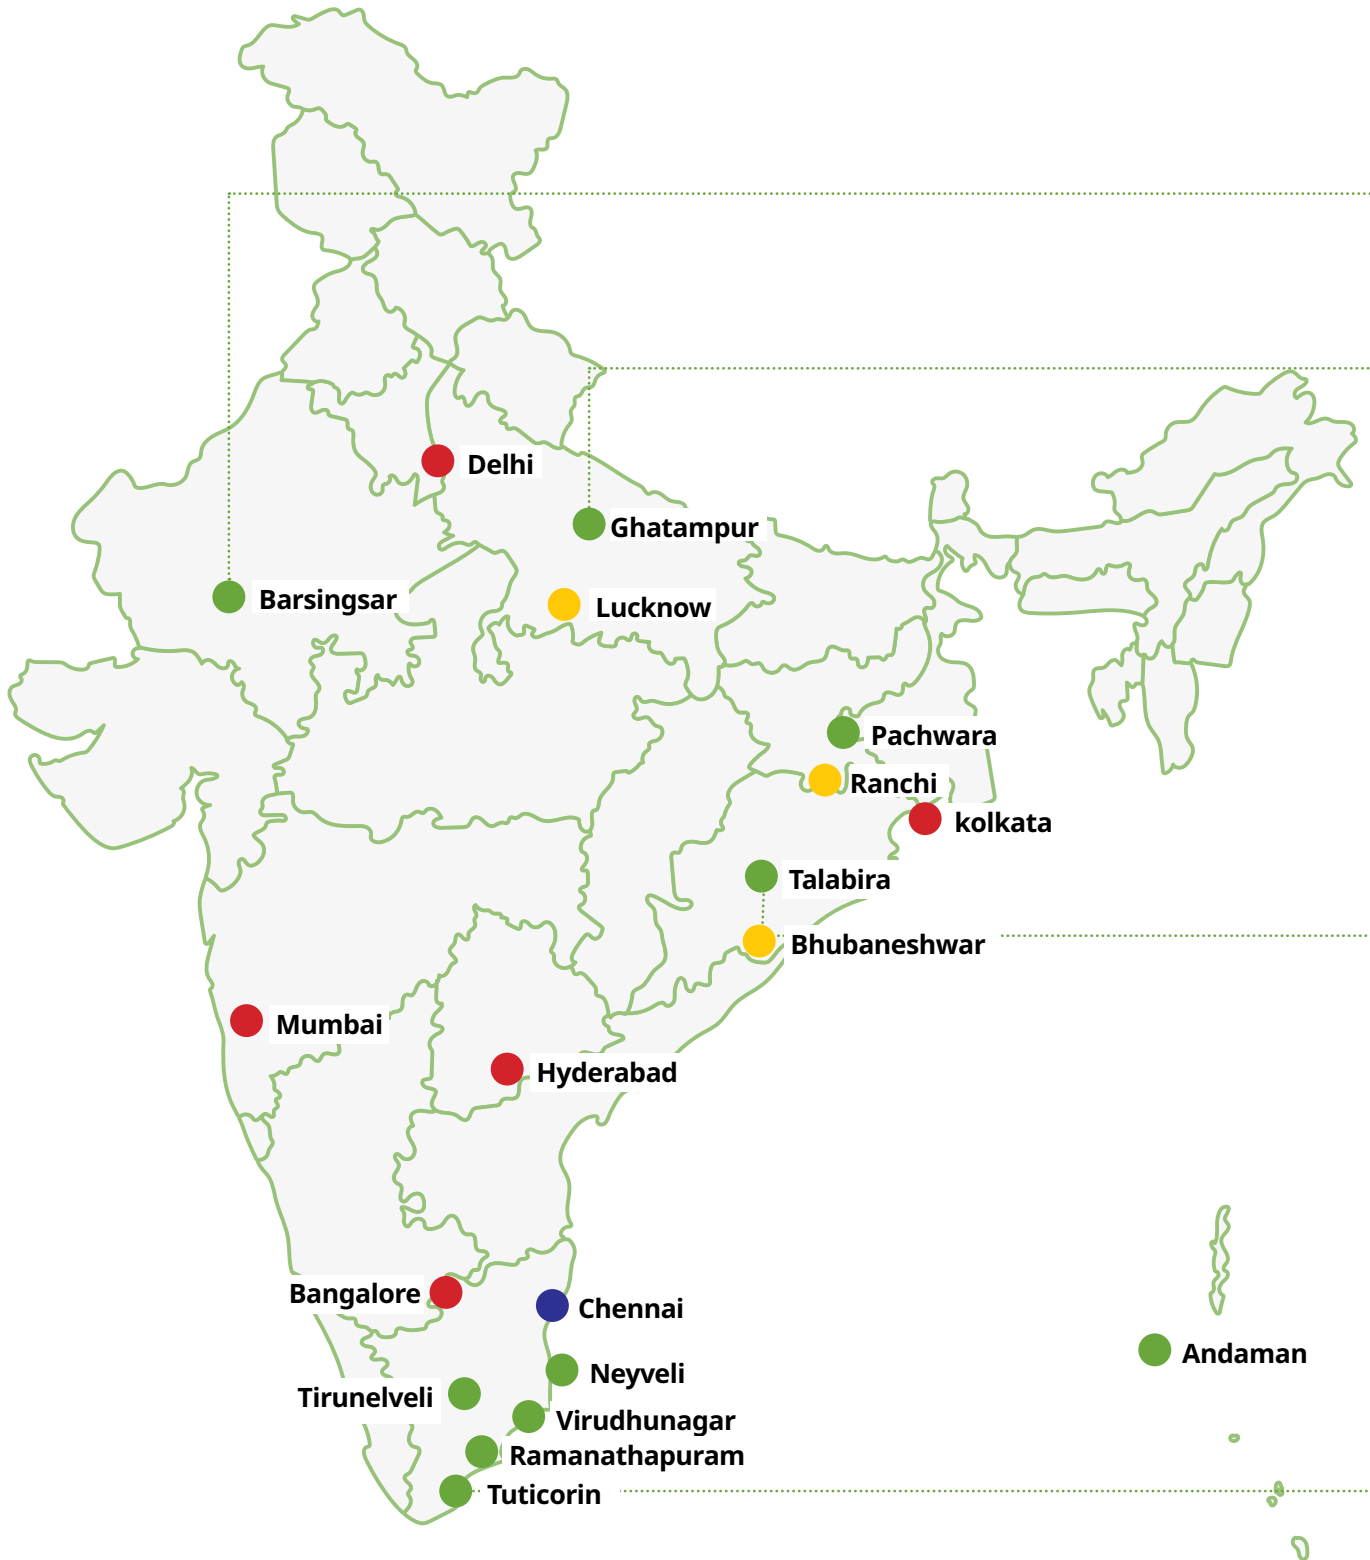 Delhi
Ghatampur
Barsingsar
Lucknow
Pachwara
Ranchi
kolkata
Talabira
Bhubaneshwar
Mumbai
Hyderabad
Bangalore
Chennai
Andaman
Neyveli
Tirunelveli
Virudhunagar
Ramanathapuram
Tuticorin